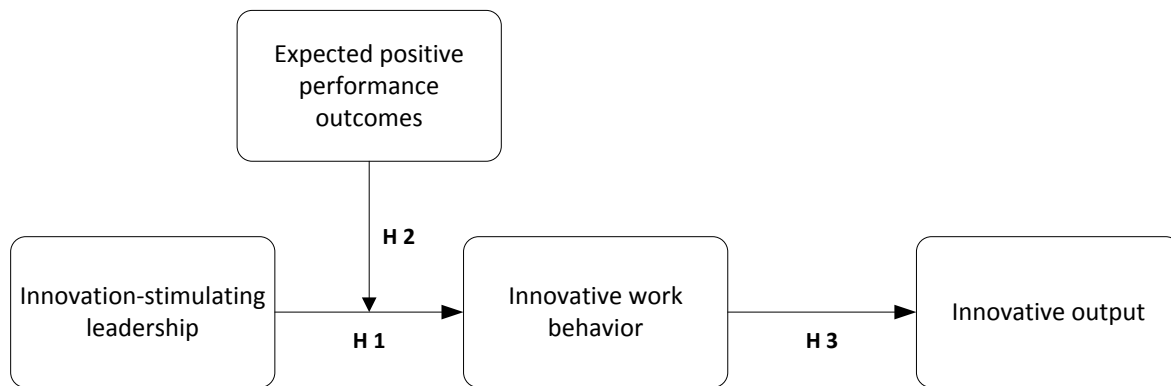 Expected positive
performance
outcomes
H 2
Innovation-stimulating
leadership
H 1
Innovative work
behavior
H 3
Innovative output